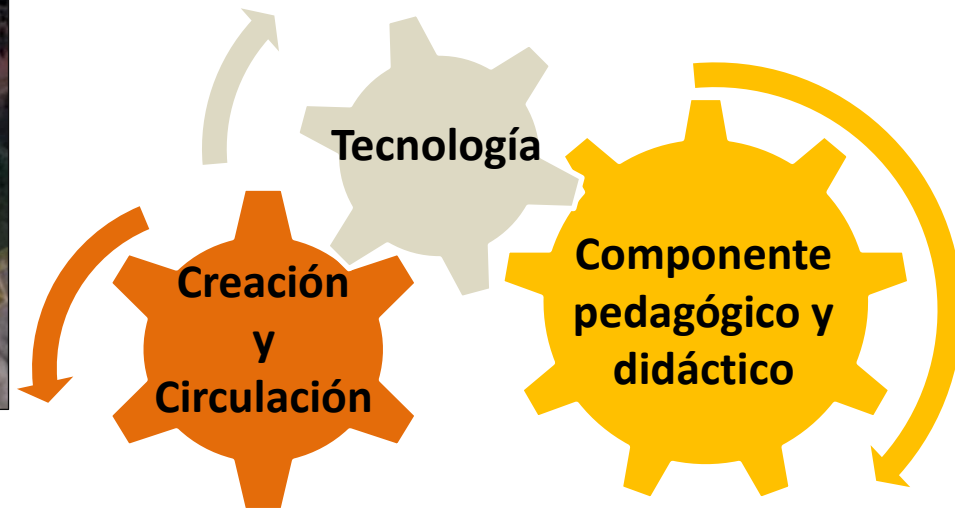 Tecnología
Creación
y
Circulación
Componente
pedagógico y
didáctico